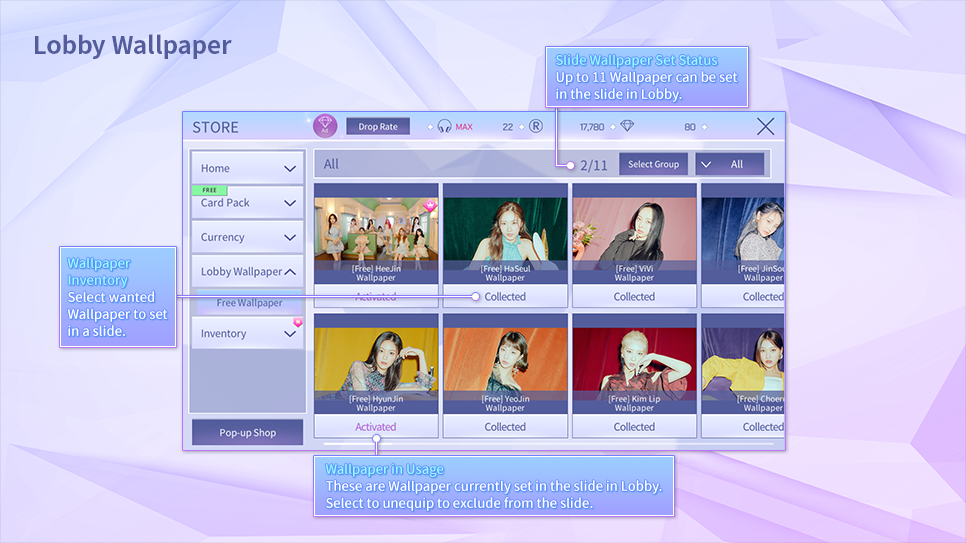 Lobby Wallpaper
Slide Wallpaper Set Status
Up to 11 Wallpaper can be set
in the slide in Lobby.
STORE
Ad
Drop Rate
MAX
22
R
17,780
80
Home
FREE
Card Pack
Currency
Lobby Wallpaper
Free Wallpaper
Inventory
Pop-up Shop
All
2/11
Select Group
All
[Free] HeeJin
Wallpaper
Activated
[Free] HaSeul
Wallpaper
Collected
[Free] ViVi
Wallpaper
Collected
[Free] JinSou
Wallpaper
Collected
[Free] HyunJin
Wallpaper
Activated
[Free] YeoJin
Wallpaper
Collected
[Free] Kim Lip
Wallpaper
Collected
[Free] Choerr
Wallpaper
Collected
Wallpaper
Inventory
Select wanted
Wallpaper to set
in a slide.
Wallpaper in Usage
These are Wallpaper currently set in the slide in Lobby.
Select to unequip to exclude from the slide.